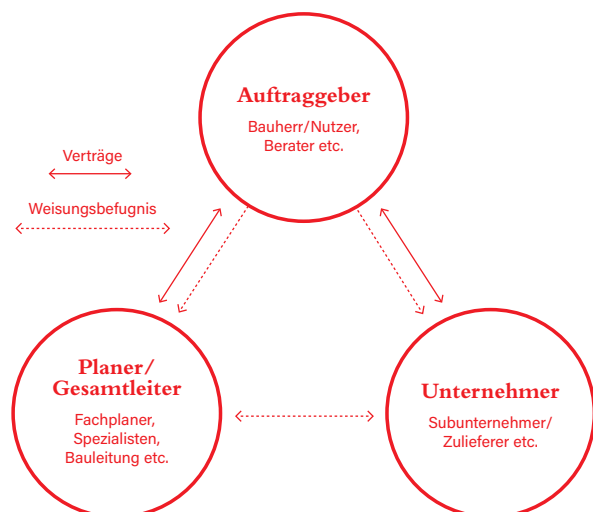 Auftraggeber
Bauherr/Nutzer,
Berater etc.
Verträge
Weisungsbefugnis
Planer/
Gesamtleiter
Fachplaner,
Spezialisten,
Bauleitung etc.
Unternehmer
Subunternehmer/
Zulieferer etc.